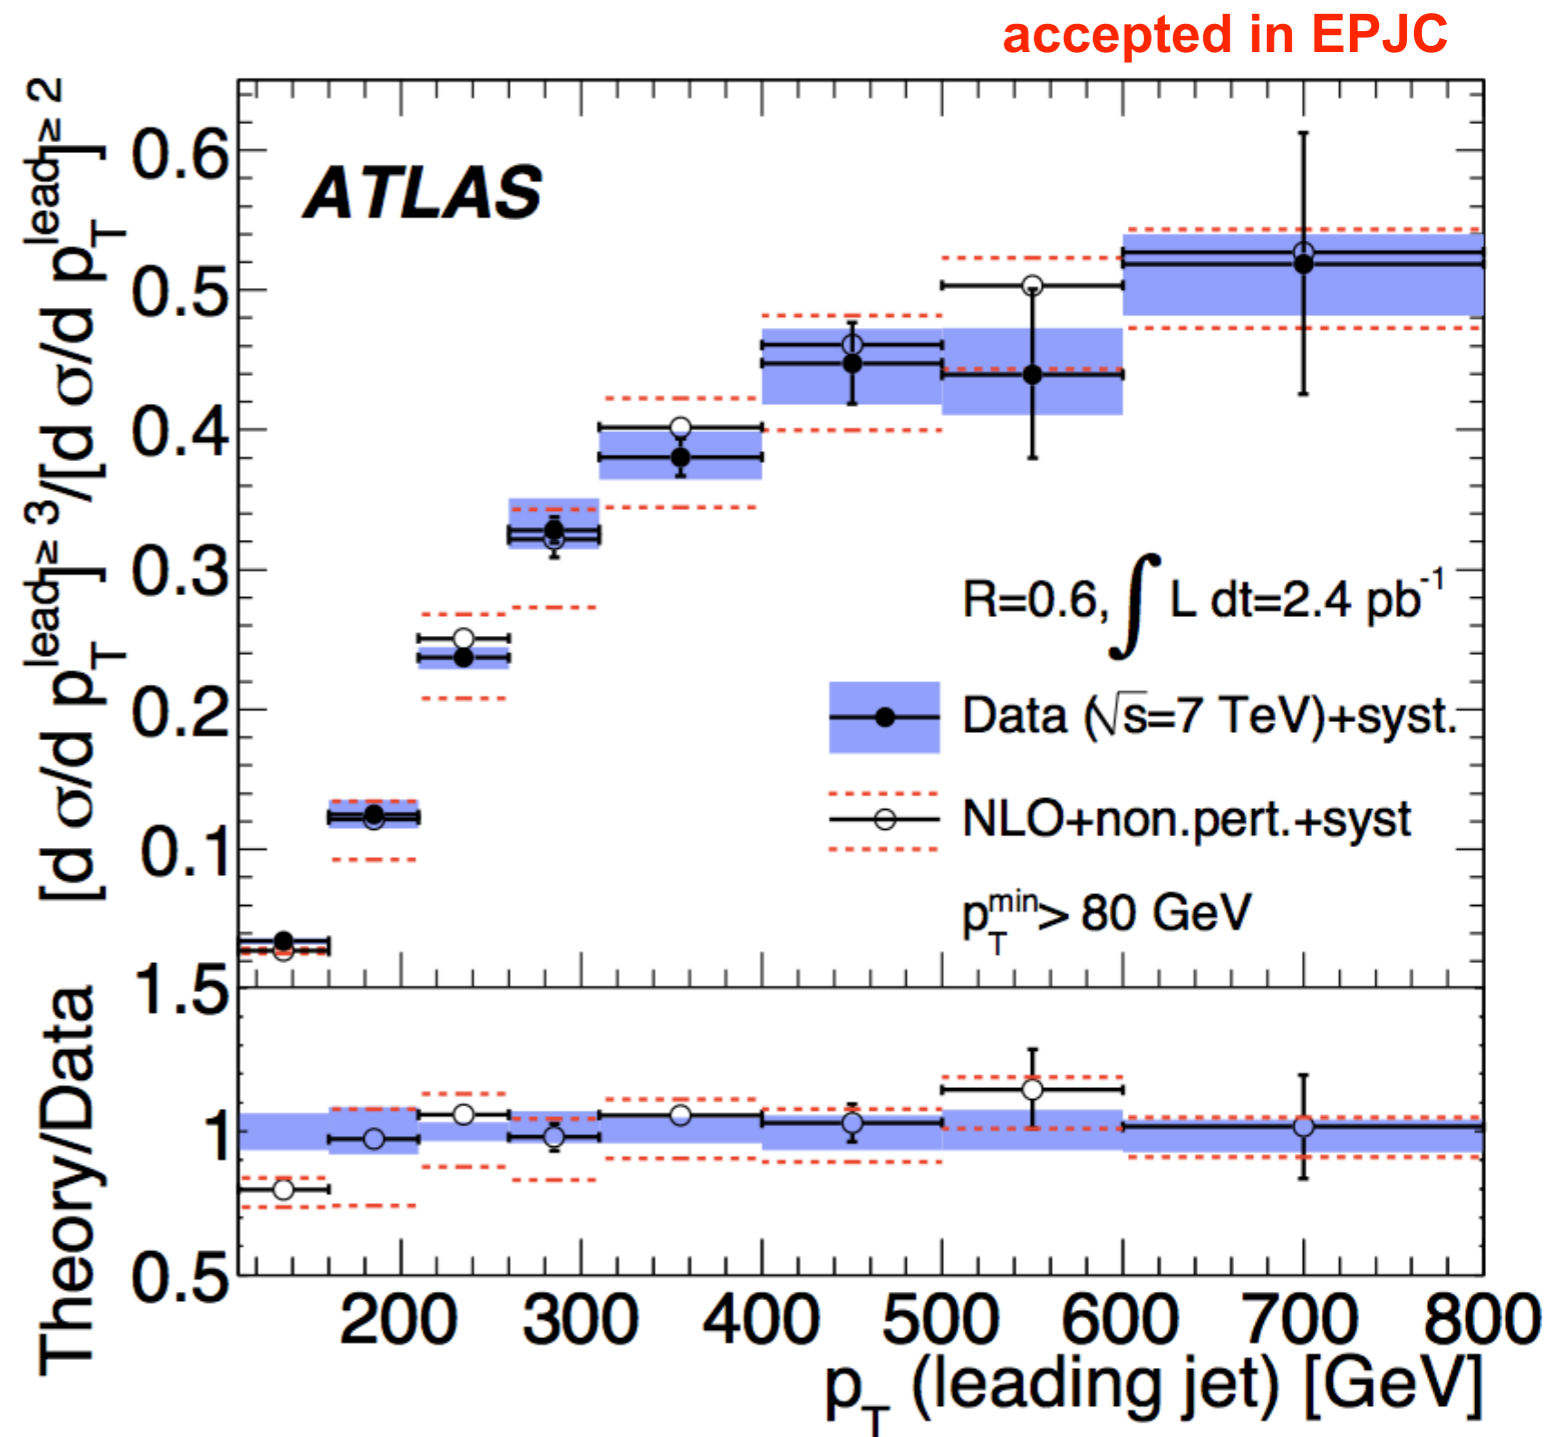 accepted in EPJC
[d σ/d p_T^lead]≥ 3/[d σ/d p_T^lead]≥ 2
0.6
0.5
0.4
0.3
0.2
0.1
ATLAS
R=0.6, ∫ L dt=2.4 pb⁻¹
Data (√s=7 TeV)+syst.
NLO+non.pert.+syst
p_T^min> 80 GeV
Theory/Data
1.5
1
0.5
200 300 400 500 600 700 800
p_T (leading jet) [GeV]